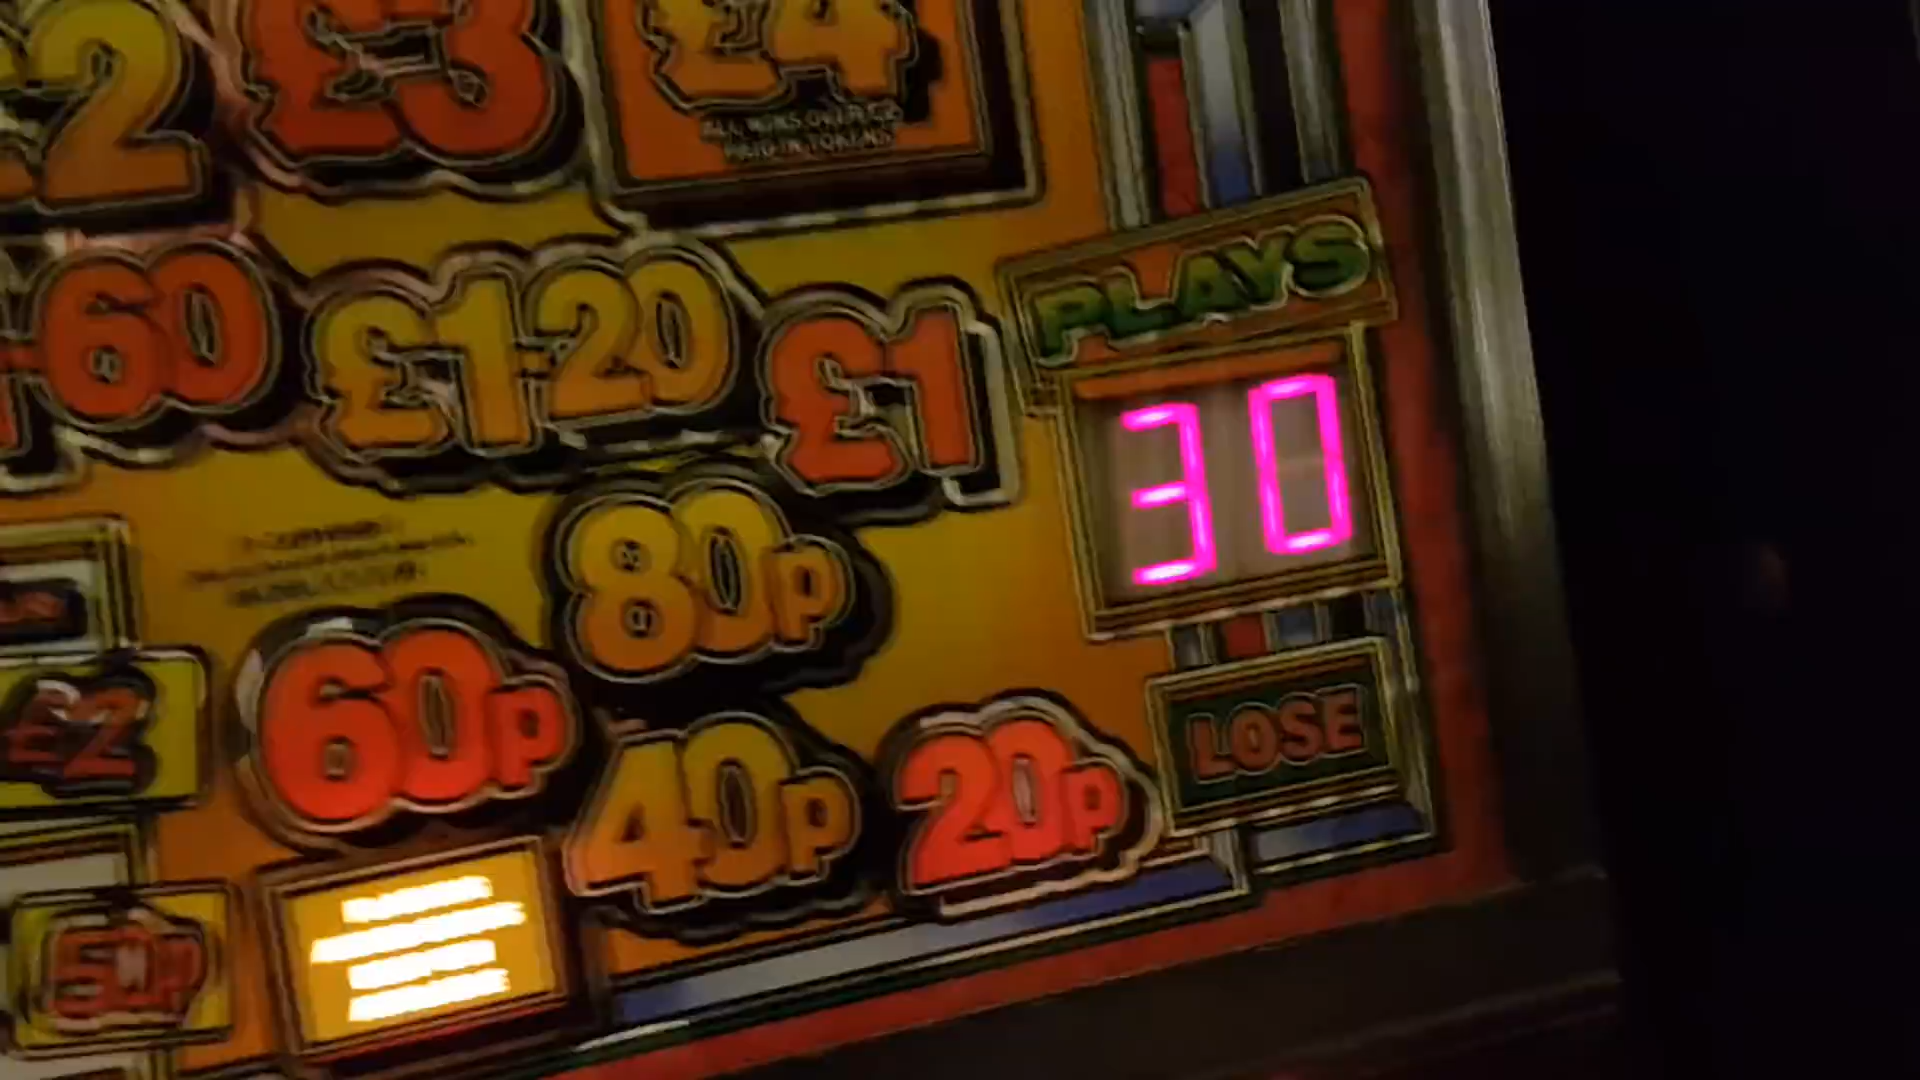 £2
£3
£4
ALL WINS OVER
PAID IN TOKENS
60
£1·20
£1
PLAYS
30
80p
60p
£2
40p
20p
LOSE
50p